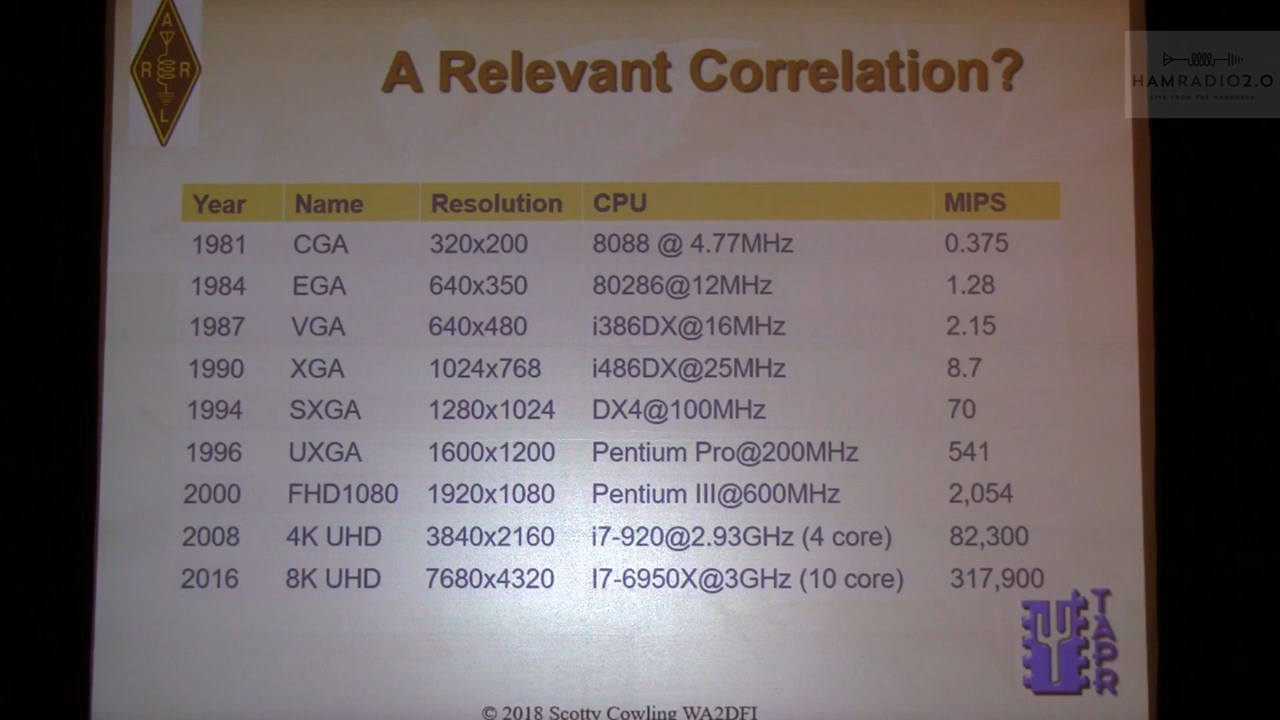 A
R R
L
A Relevant Correlation?
HAMRADIO2.0
LIVE FROM THE HAMSHACK
Year Name Resolution CPU MIPS
1981 CGA 320x200 8088 @ 4.77MHz 0.375
1984 EGA 640x350 80286@12MHz 1.28
1987 VGA 640x480 i386DX@16MHz 2.15
1990 XGA 1024x768 i486DX@25MHz 8.7
1994 SXGA 1280x1024 DX4@100MHz 70
1996 UXGA 1600x1200 Pentium Pro@200MHz 541
2000 FHD1080 1920x1080 Pentium III@600MHz 2,054
2008 4K UHD 3840x2160 i7-920@2.93GHz (4 core) 82,300
2016 8K UHD 7680x4320 I7-6950X@3GHz (10 core) 317,900
TAPR
© 2018 Scotty Cowling WA2DFI